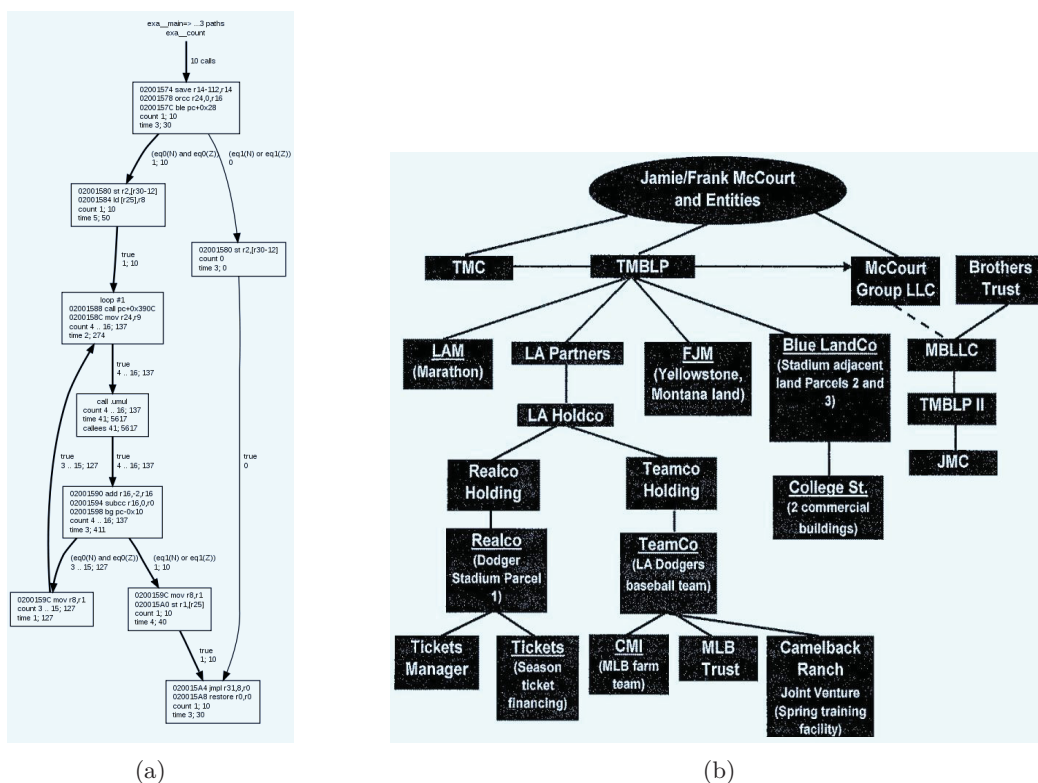 exa__main=> ...3 paths
exa__count
10 calls
02001574 save r14-112,r14
02001578 orcc r24,0,r16
0200157C ble pc+0x28
count 1; 10
time 3; 30
(eq0(N) and eq0(Z)),
1; 10
(eq1(N) or eq1(Z))
0
02001580 st r2,[r30-12]
02001584 ld [r25],r8
count 1; 10
time 5; 50
02001580 st r2,[r30-12]
count 0
time 3; 0
true
1; 10
loop #1
02001588 call pc+0x390C
0200158C mov r24,r9
count 4 .. 16; 137
time 2; 274
true
4 .. 16; 137
call .umul
count 4 .. 16; 137
time 41; 5617
callees 41; 5617
true
3 .. 15; 127
true
4 .. 16; 137
true
0
02001590 add r16,-2,r16
02001594 subcc r16,0,r0
02001598 bg pc-0x10
count 4 .. 16; 137
time 3; 411
(eq0(N) and eq0(Z))
3 .. 15; 127
(eq1(N) or eq1(Z))
1; 10
0200159C mov r8,r1
count 3 .. 15; 127
time 1; 127
0200159C mov r8,r1
020015A0 st r1,[r25]
count 1; 10
time 4; 40
true
1; 10
020015A4 jmpl r31,8,r0
020015A8 restore r0,r0
count 1; 10
time 3; 30
(a)
Jamie/Frank McCourt
and Entities
TMC
TMBLP
McCourt
Group LLC
Brothers
Trust
LAM
(Marathon)
LA Partners
FJM
(Yellowstone,
Montana land)
Blue LandCo
(Stadium adjacent
land Parcels 2 and
3)
MBLLC
TMBLP II
JMC
LA Holdco
Realco
Holding
Teamco
Holding
College St.
(2 commercial
buildings)
Realco
(Dodger
Stadium Parcel
1)
TeamCo
(LA Dodgers
baseball team)
Tickets
Manager
Tickets
(Season
ticket
financing)
CMI
(MLB farm
team)
MLB
Trust
Camelback
Ranch
Joint Venture
(Spring training
facility)
(b)